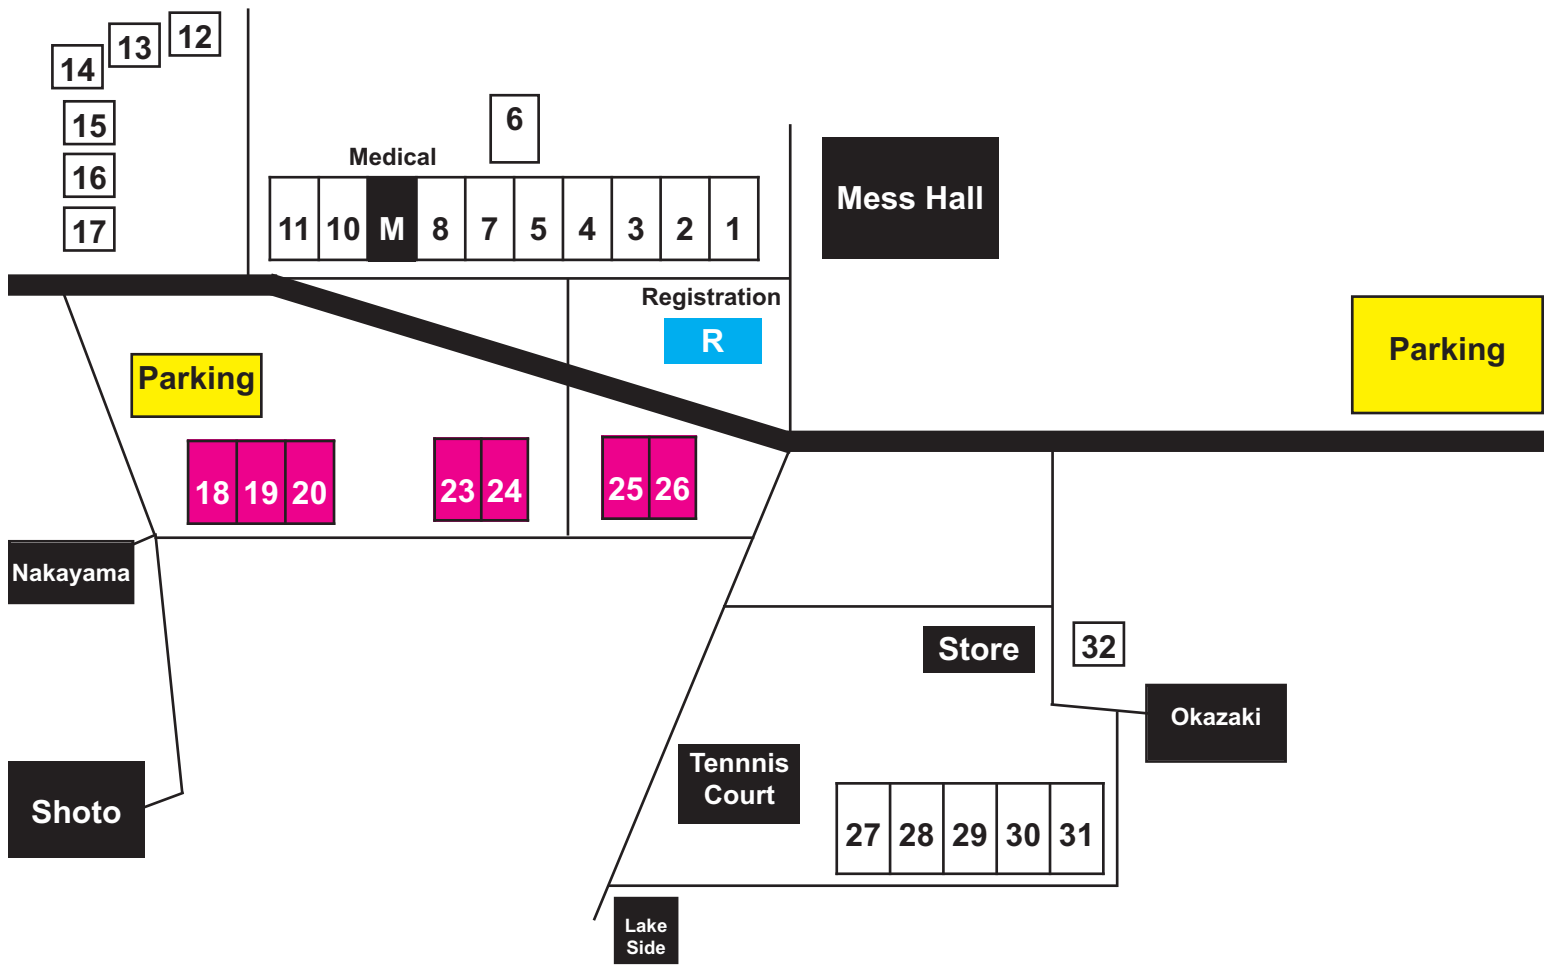 12
13
14
15
16
17
6
Medical
11 10 M 8 7 5 4 3 2 1
Mess Hall
Registration
R
Parking
Parking
18 19 20 23 24 25 26
Nakayama
Store
32
Okazaki
Tennnis
Court
27 28 29 30 31
Shoto
Lake
Side